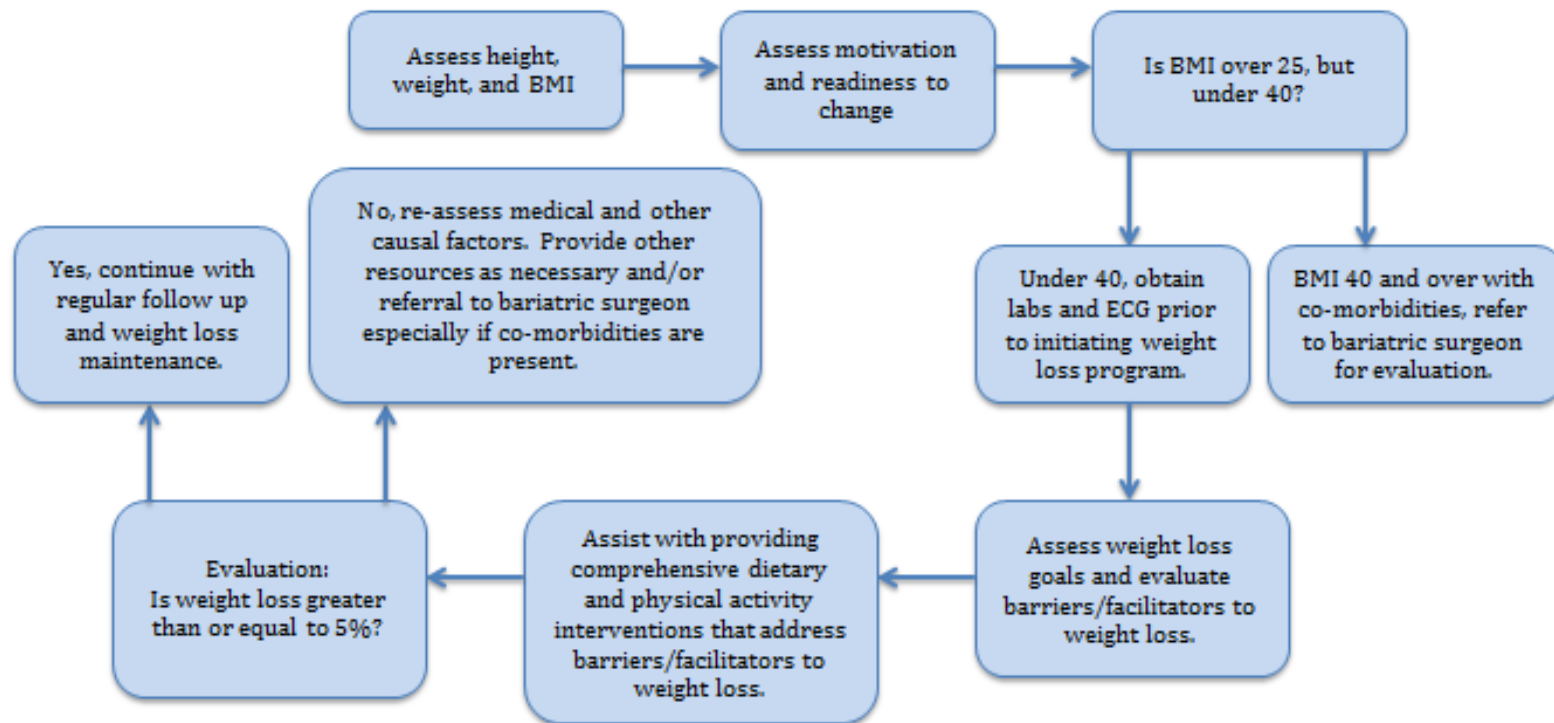 Assess height,
weight, and BMI
Assess motivation
and readiness to
change
Is BMI over 25, but
under 40?
No, re-assess medical and other
causal factors.  Provide other
resources as necessary and/or
referral to bariatric surgeon
especially if co-morbidities are
present.
Yes, continue with
regular follow up
and weight loss
maintenance.
Under 40, obtain
labs and ECG prior
to initiating weight
loss program.
BMI 40 and over with
co-morbidities, refer
to bariatric surgeon
for evaluation.
Evaluation:
Is weight loss greater
than or equal to 5%?
Assist with providing
comprehensive dietary
and physical activity
interventions that address
barriers/facilitators to
weight loss.
Assess weight loss
goals and evaluate
barriers/facilitators to
weight loss.